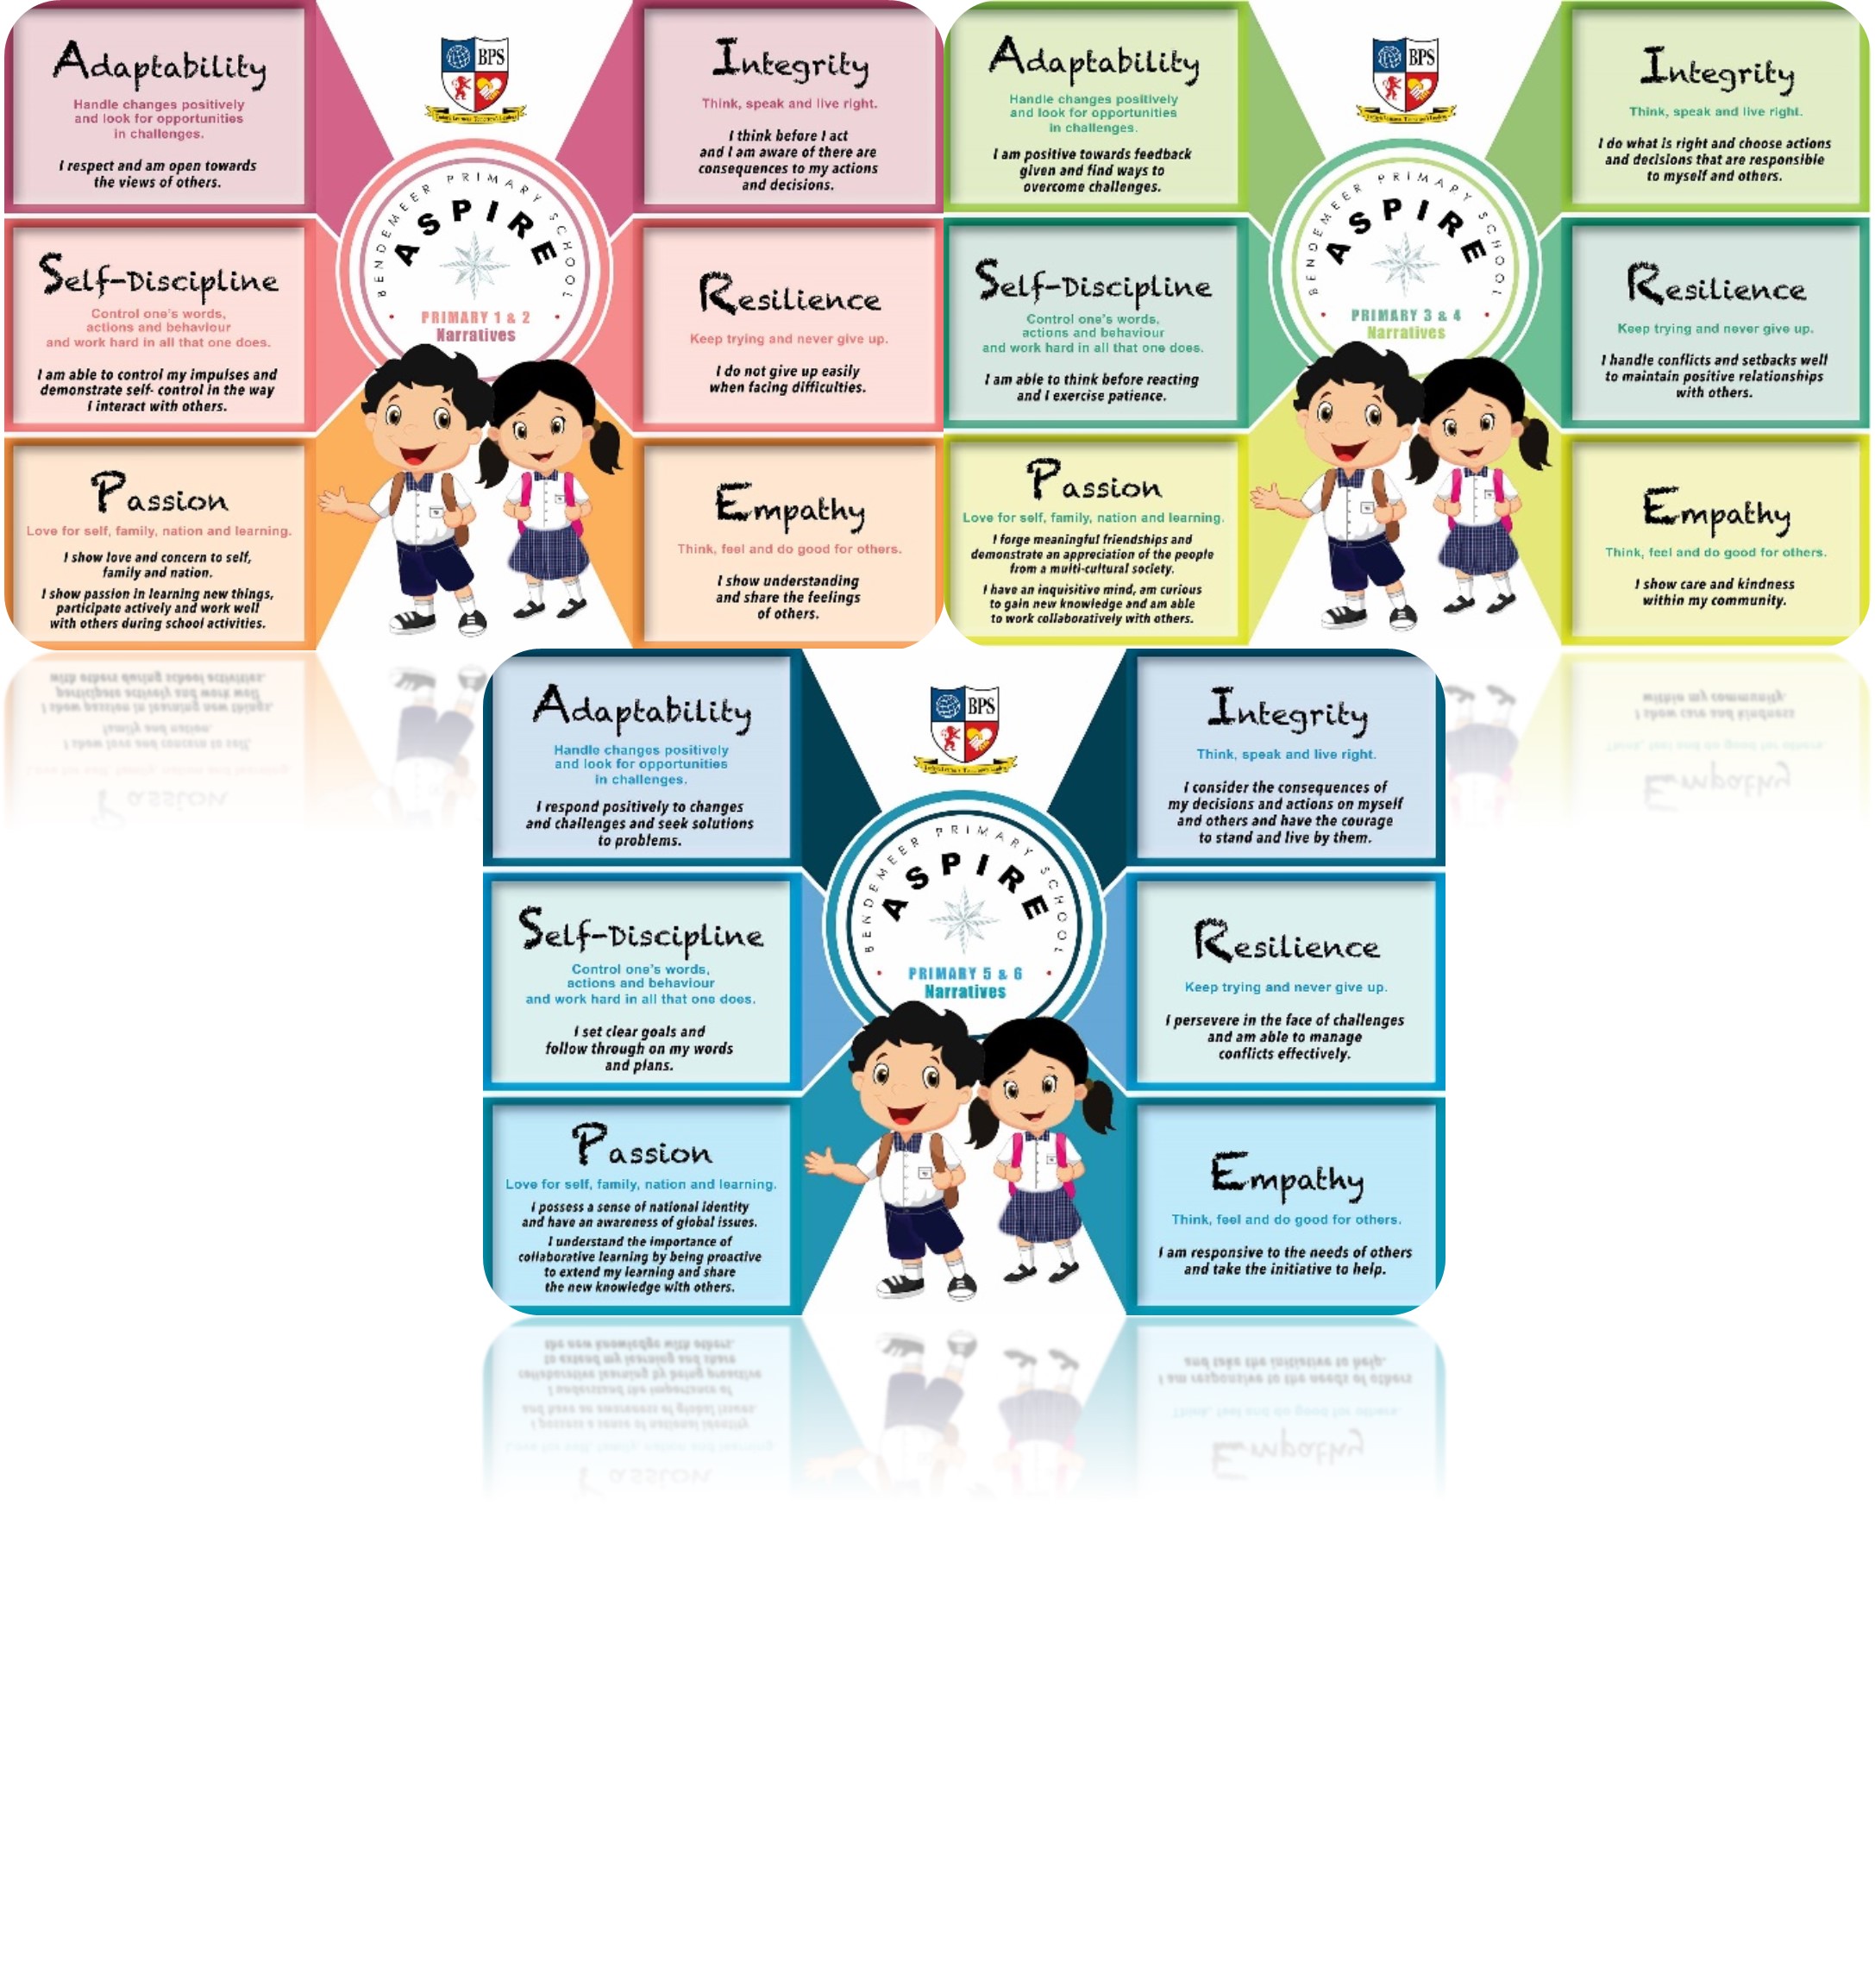 Adaptability
Handle changes positively
and look for opportunities
in challenges.
I respect and am open towards
the views of others.
Self-Discipline
Control one's words,
actions and behaviour
and work hard in all that one does.
I am able to control my impulses and
demonstrate self- control in the way
I interact with others.
Passion
Love for self, family, nation and learning.
I show love and concern to self,
family and nation.
I show passion in learning new things,
participate actively and work well
with others during school activities.
BPS
BENDEMEER PRIMARY SCHOOL
ASPIRE
PRIMARY 1 & 2
Narratives
Integrity
Think, speak and live right.
I think before I act
and I am aware of there are
consequences to my actions
and decisions.
Resilience
Keep trying and never give up.
I do not give up easily
when facing difficulties.
Empathy
Think, feel and do good for others.
I show understanding
and share the feelings
of others.
Adaptability
Handle changes positively
and look for opportunities
in challenges.
I am positive towards feedback
given and find ways to
overcome challenges.
Self-Discipline
Control one's words,
actions and behaviour
and work hard in all that one does.
I am able to think before reacting
and I exercise patience.
Passion
Love for self, family, nation and learning.
I forge meaningful friendships and
demonstrate an appreciation of the people
from a multi-cultural society.
I have an inquisitive mind, am curious
to gain new knowledge and am able
to work collaboratively with others.
BPS
BENDEMEER PRIMARY SCHOOL
ASPIRE
PRIMARY 3 & 4
Narratives
Integrity
Think, speak and live right.
I do what is right and choose actions
and decisions that are responsible
to myself and others.
Resilience
Keep trying and never give up.
I handle conflicts and setbacks well
to maintain positive relationships
with others.
Empathy
Think, feel and do good for others.
I show care and kindness
within my community.
Adaptability
Handle changes positively
and look for opportunities
in challenges.
I respond positively to changes
and challenges and seek solutions
to problems.
Self-Discipline
Control one's words,
actions and behaviour
and work hard in all that one does.
I set clear goals and
follow through on my words
and plans.
Passion
Love for self, family, nation and learning.
I possess a sense of national identity
and have an awareness of global issues.
I understand the importance of
collaborative learning by being proactive
to extend my learning and share
the new knowledge with others.
BPS
BENDEMEER PRIMARY SCHOOL
ASPIRE
PRIMARY 5 & 6
Narratives
Integrity
Think, speak and live right.
I consider the consequences of
my decisions and actions on myself
and others and have the courage
to stand and live by them.
Resilience
Keep trying and never give up.
I persevere in the face of challenges
and am able to manage
conflicts effectively.
Empathy
Think, feel and do good for others.
I am responsive to the needs of others
and take the initiative to help.